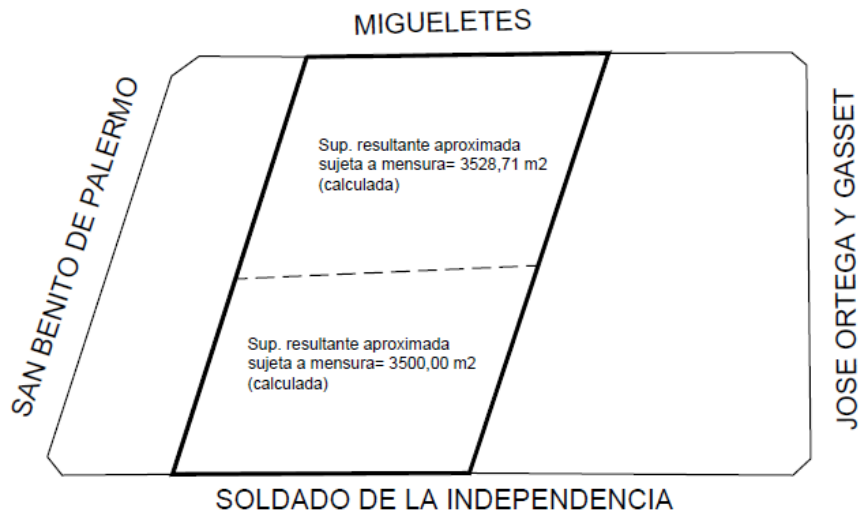 MIGUELETES
SAN BENITO DE PALERMO
Sup. resultante aproximada
sujeta a mensura= 3528,71 m2
(calculada)
JOSE ORTEGA Y GASSET
Sup. resultante aproximada
sujeta a mensura= 3500,00 m2
(calculada)
SOLDADO DE LA INDEPENDENCIA